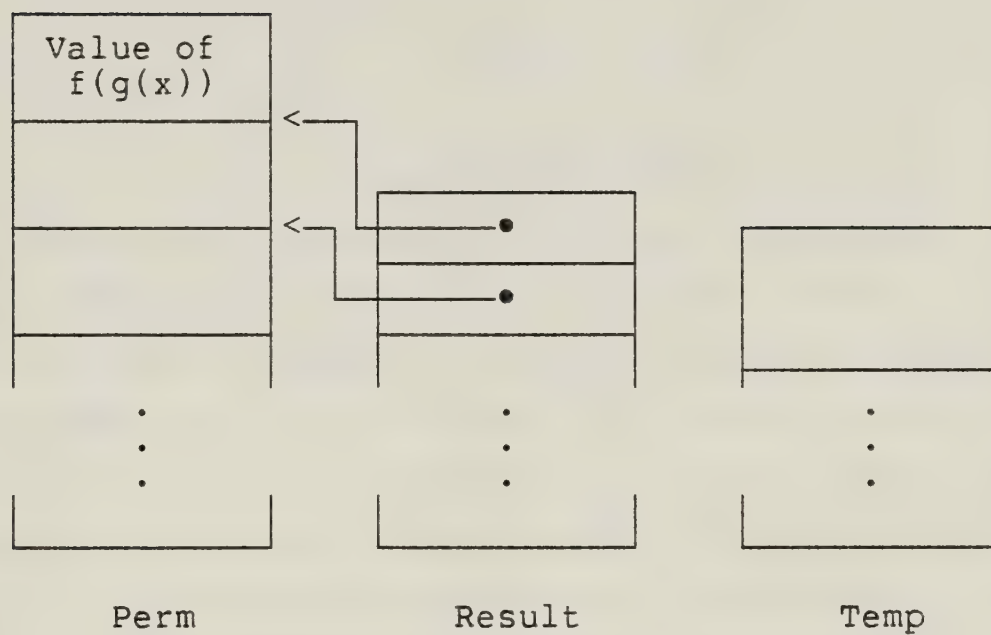 Value of
f(g(x))
Perm
Result
Temp